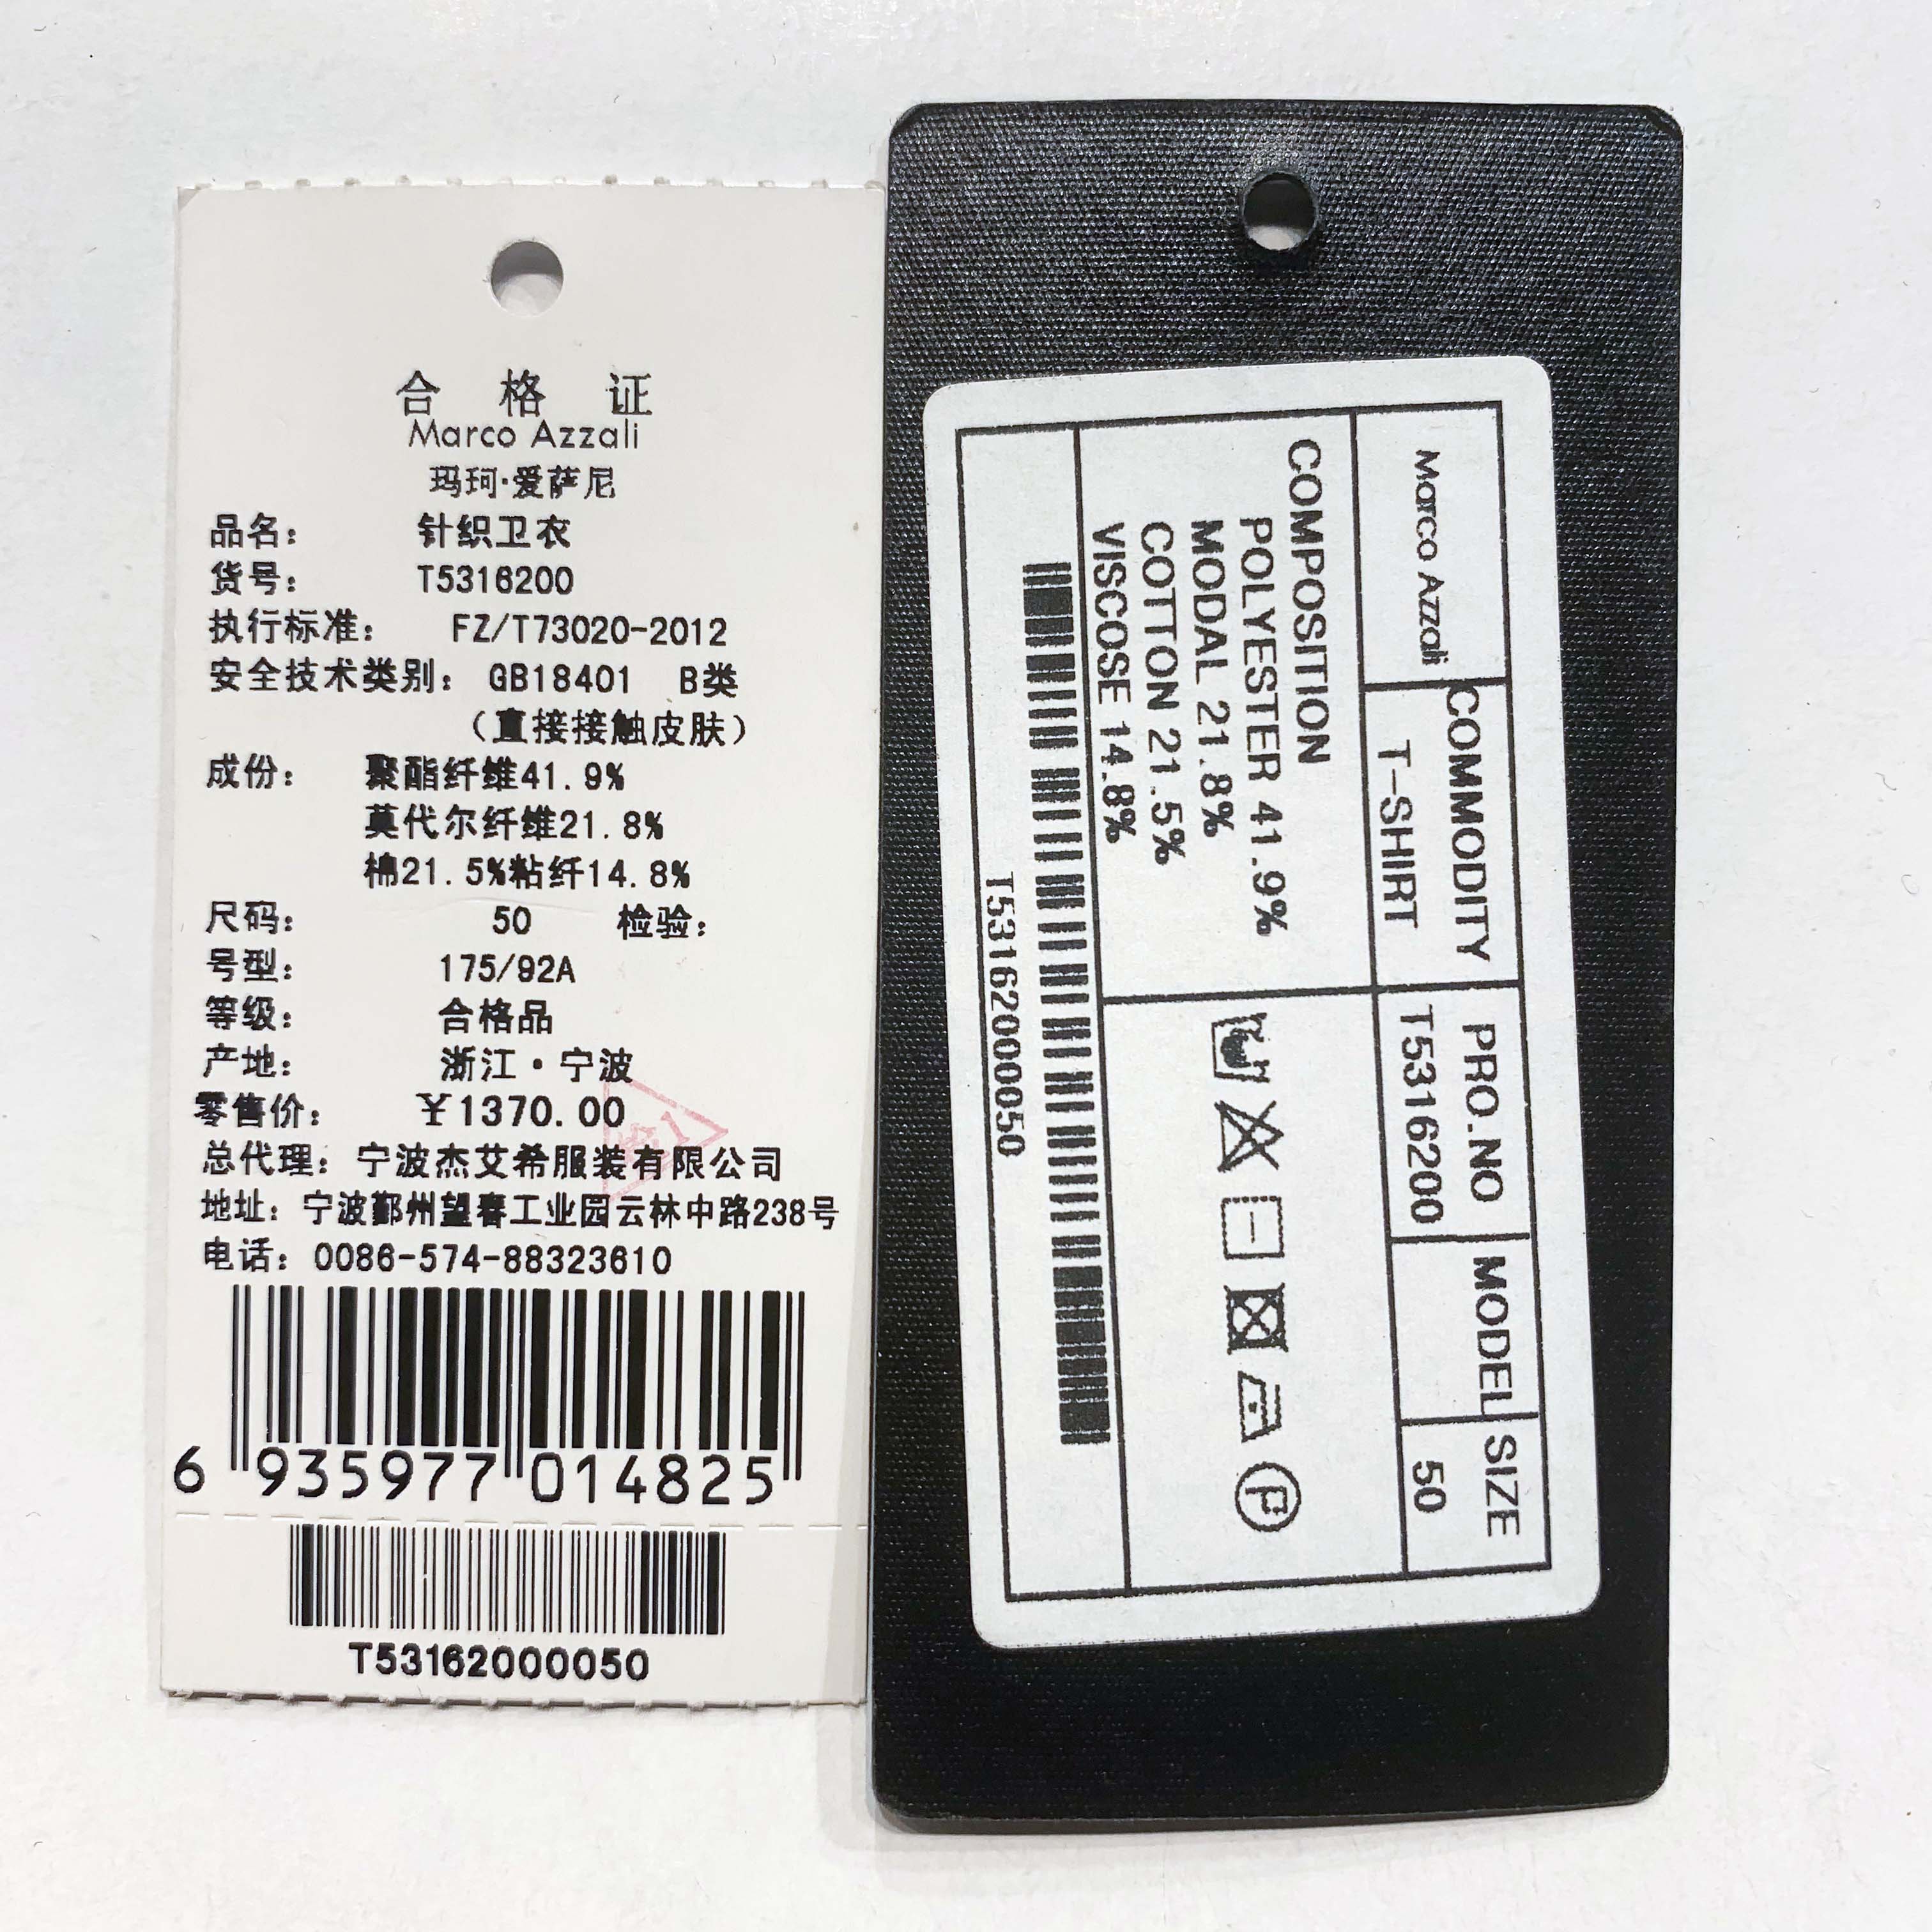 合格证
Marco Azzali
玛珂·爱萨尼
品名： 针织卫衣
货号： T5316200
执行标准： FZ/T73020-2012
安全技术类别： GB18401 B类
（直接接触皮肤）
成份： 聚酯纤维41.9%
莫代尔纤维21.8%
棉21.5%粘纤14.8%
尺码： 50 检验：
号型： 175/92A
等级： 合格品
产地： 浙江·宁波
零售价： ￥1370.00
总代理：宁波杰艾希服装有限公司
地址：宁波鄞州望春工业园云林中路238号
电话：0086-574-88323610
6 935977 014825
T53162000050
Marco Azzali
COMMODITY
T-SHIRT
PRO.NO
T5316200
MODEL
SIZE
50
COMPOSITION
POLYESTER 41.9%
MODAL 21.8%
COTTON 21.5%
VISCOSE 14.8%
P
T53162000050